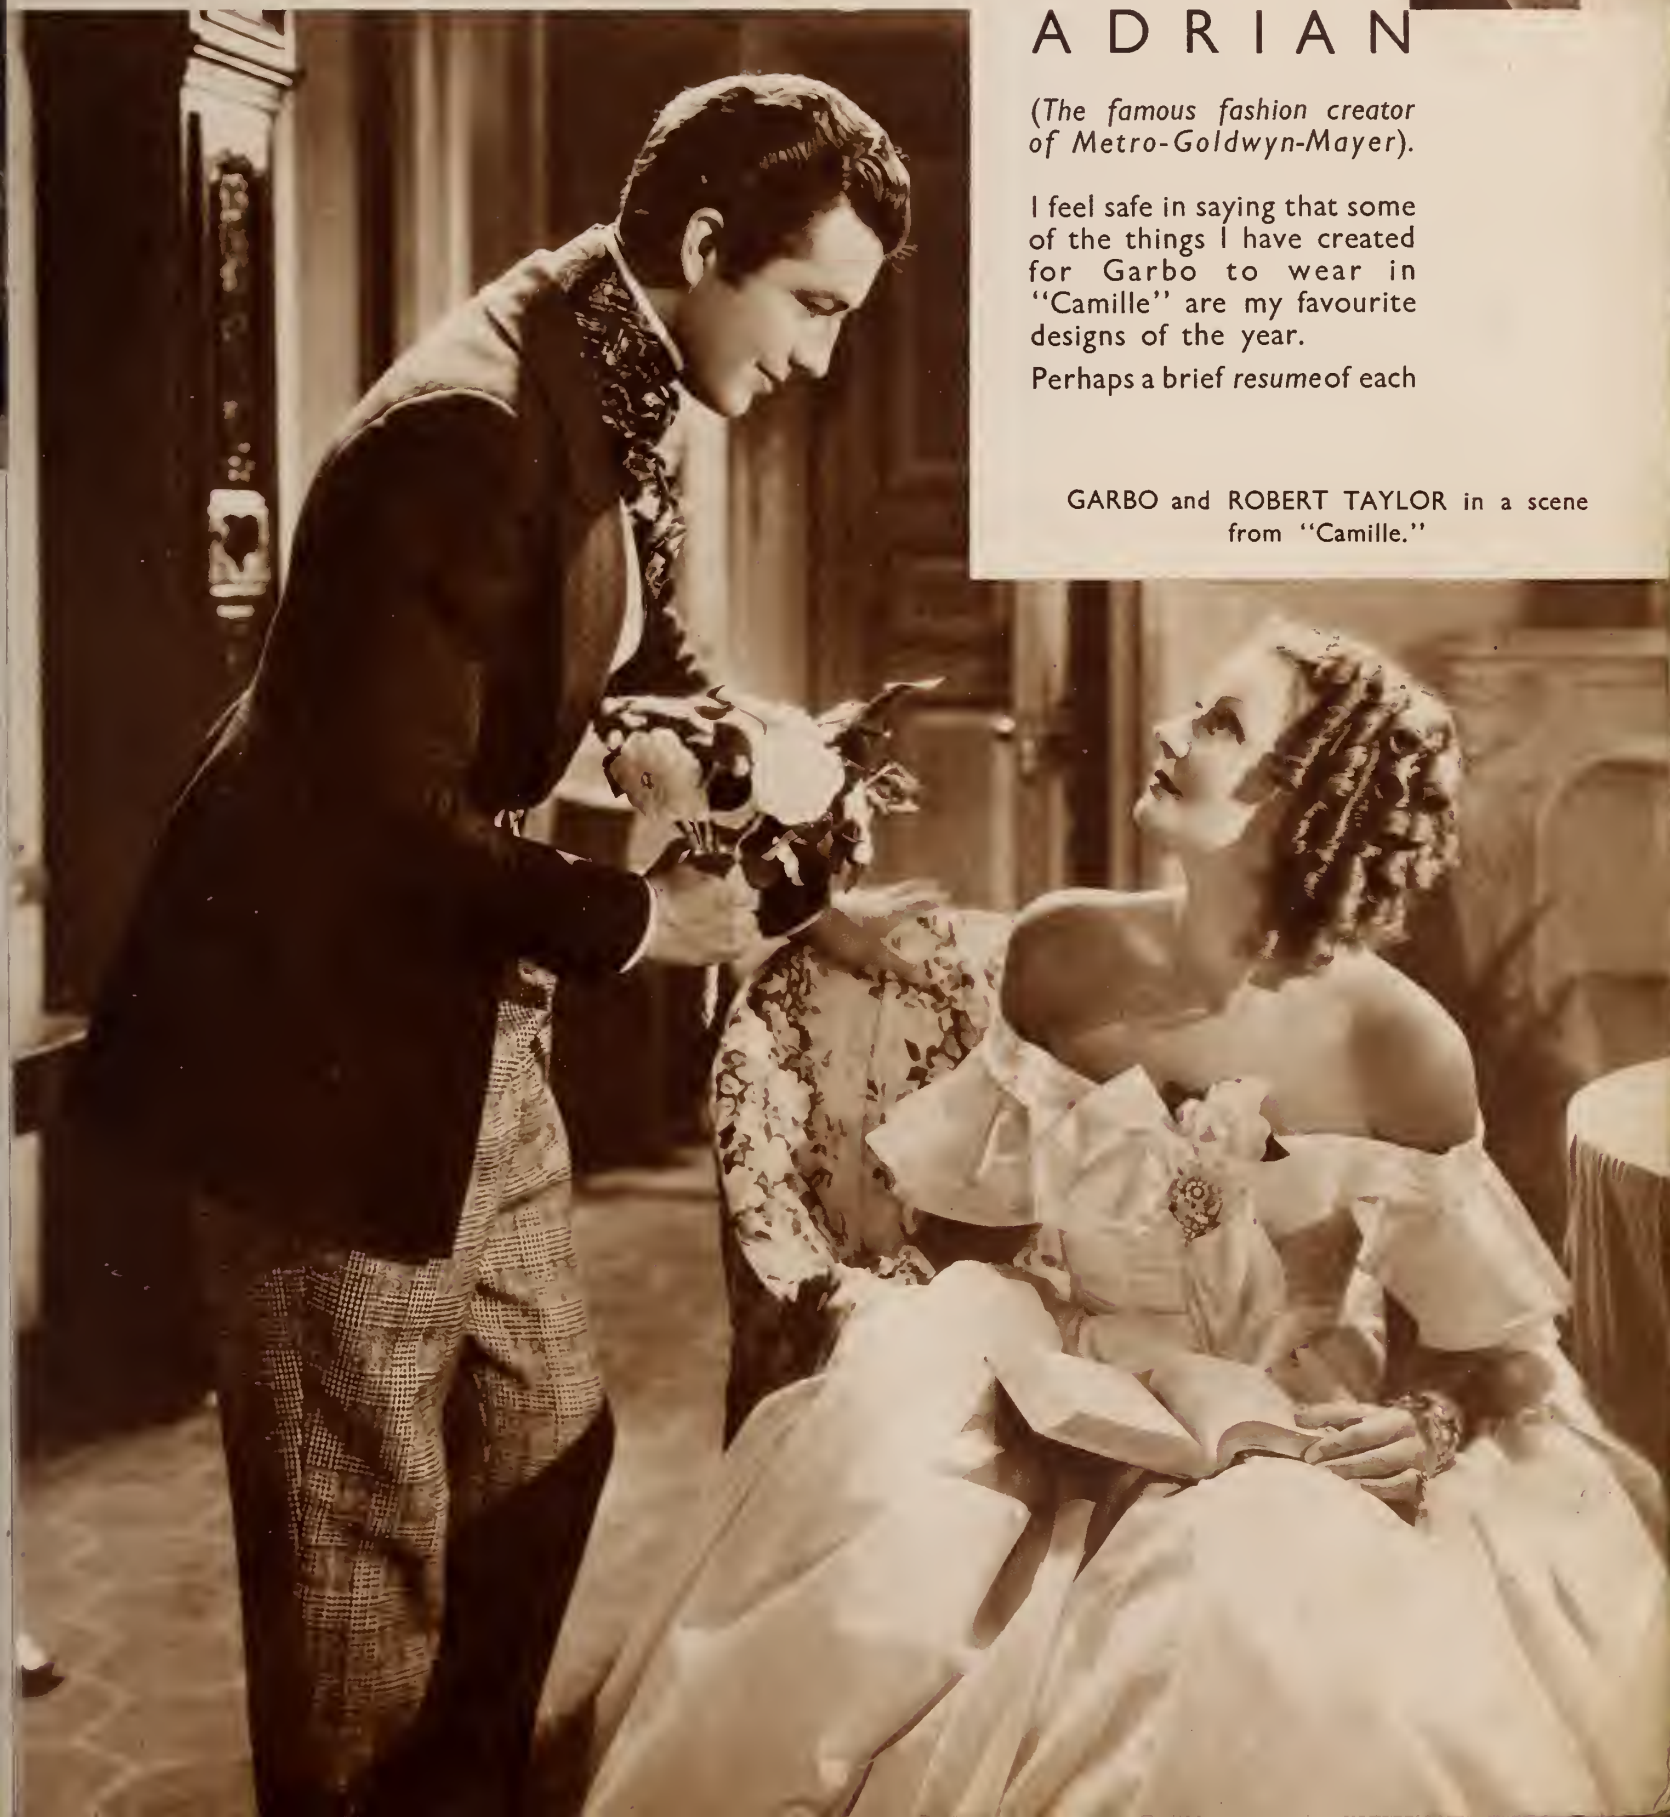 ADRIAN
(The famous fashion creator
of Metro-Goldwyn-Mayer).
I feel safe in saying that some
of the things I have created
for Garbo to wear in
“Camille” are my favourite
designs of the year.
Perhaps a brief resumeof each
GARBO and ROBERT TAYLOR in a scene
from “Camille.”